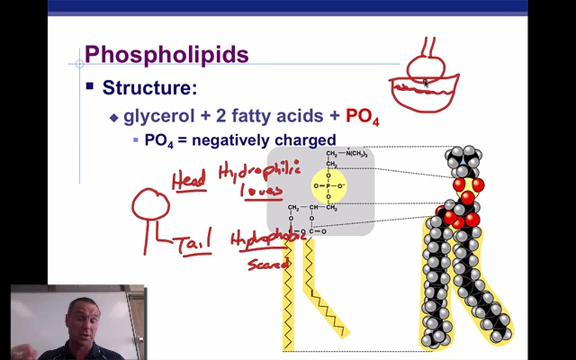 Phospholipids
Structure:
glycerol + 2 fatty acids + PO4
PO4 = negatively charged
Head Hydrophilic
loves
Tail Hydrophobic
Scared
CH2—N(CH3)3
CH2
O
O=P—O-
O
CH2—CH—CH2
O O
C=O C=O